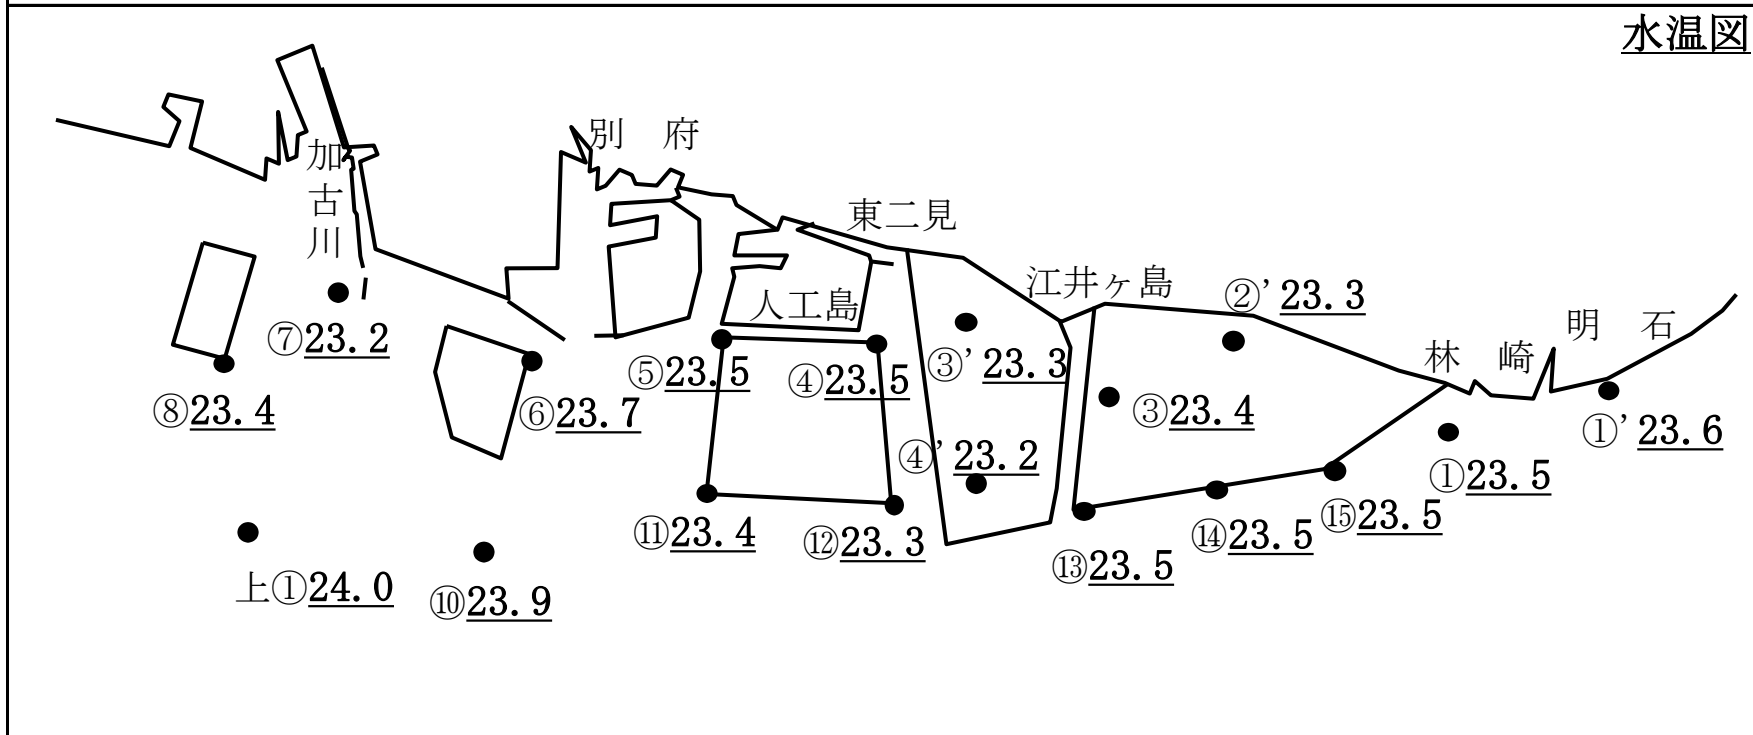 水温図
別 府
加古川
東二見
江井ヶ島
②' 23.3
人工島
明 石
林 崎
⑦23.2
③' 23.3
⑤23.5
④23.5
⑧23.4
⑥23.7
③23.4
①' 23.6
④' 23.2
①23.5
⑪23.4
⑫23.3
⑮23.5
⑭23.5
⑬23.5
上①24.0
⑩23.9